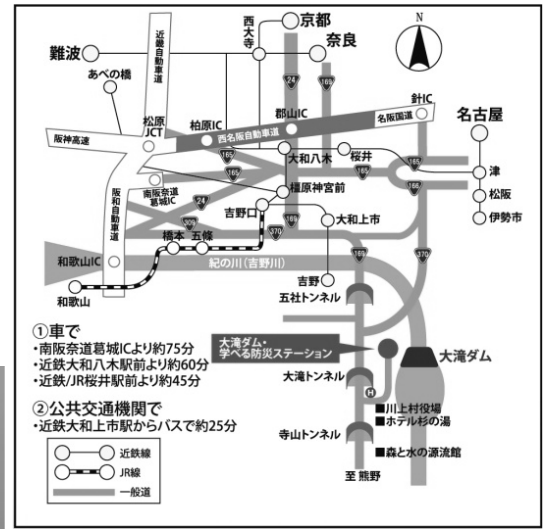 N
京都
西大寺
難波
奈良
近畿自動車道
あべの橋
24
169
松原JCT
柏原IC
郡山IC
針IC
名阪国道
名古屋
阪神高速
西名阪自動車道
165
大和八木
桜井
165
165
津
南阪奈道
葛城IC
165
166
松阪
24
橿原神宮前
伊勢市
阪和自動車道
309
吉野口
169
大和上市
橋本
五條
370
169
370
和歌山IC
紀の川(吉野川)
吉野
和歌山
五社トンネル
①車で
・南阪奈道葛城ICより約75分
・近鉄大和八木駅前より約60分
・近鉄/JR桜井駅前より約45分
大滝ダム・
学べる防災ステーション
大滝ダム
大滝トンネル
②公共交通機関で
・近鉄大和上市駅からバスで約25分
H
■川上村役場
■ホテル杉の湯
寺山トンネル
■森と水の源流館
近鉄線
JR線
一般道
至 熊野